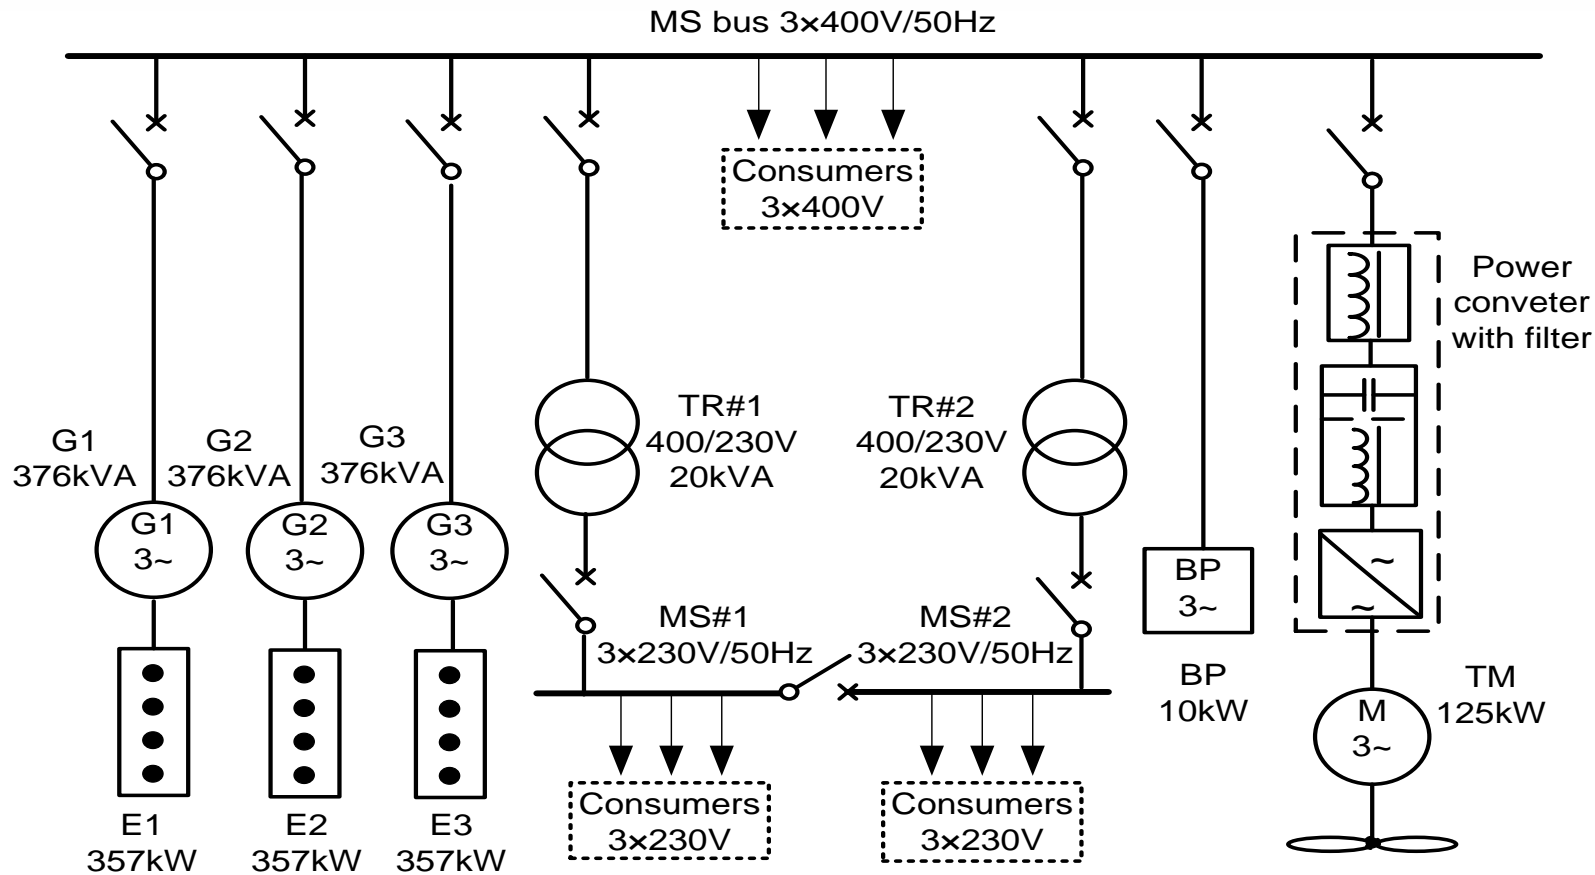 MS bus 3×400V/50Hz
Consumers
3×400V
Power
conveter
with filter
G1
376kVA
G2
376kVA
G3
376kVA
TR#1
400/230V
20kVA
TR#2
400/230V
20kVA
G1
3~
G2
3~
G3
3~
~
~
BP
3~
MS#1
3×230V/50Hz
MS#2
3×230V/50Hz
BP
10kW
TM
125kW
M
3~
Consumers
3×230V
Consumers
3×230V
E1
357kW
E2
357kW
E3
357kW